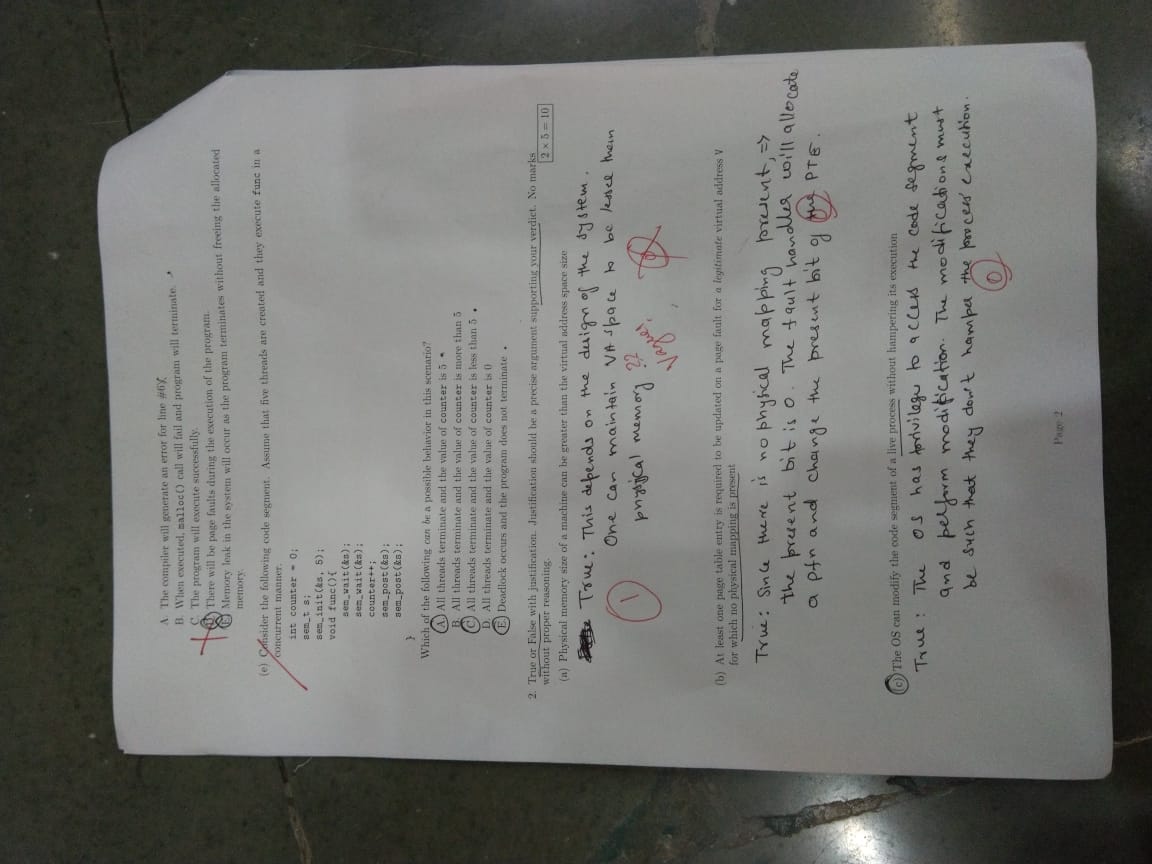 A. The compiler will generate an error for line #6
B. When executed, malloc() call will fail and program will terminate.
C. The program will execute successfully.
D. There will be page faults during the execution of the program.
E. Memory leak in the system will occur as the program terminates without freeing the allocated
memory.
(e) Consider the following code segment. Assume that five threads are created and they execute func in a
concurrent manner.
int counter = 0;
sem_t s;
sem_init(&s, 5);
void func(){
sem_wait(&s);
sem_wait(&s);
counter++;
sem_post(&s);
sem_post(&s);
}
Which of the following can be a possible behavior in this scenario?
A. All threads terminate and the value of counter is 5
B. All threads terminate and the value of counter is more than 5
C. All threads terminate and the value of counter is less than 5
D. All threads terminate and the value of counter is 0
E. Deadlock occurs and the program does not terminate
2. True or False with justification. Justification should be a precise argument supporting your verdict. No marks
without proper reasoning.
2 x 5 = 10
(a) Physical memory size of a machine can be greater than the virtual address space size
True: This depends on the design of the system.
One can maintain VA space to be than
physical memory ??
1
Vague.
(b) At least one page table entry is required to be updated on a page fault for a legitimate virtual address V
for which no physical mapping is present
True: Since there is no physical mapping present, =>
the present bit is 0. The fault handler will allocate
a pfn and change the present bit of the PTE.
(c) The OS can modify the code segment of a live process without hampering its execution
True: The OS has privilege to access the code segment
and perform modification. The modifications must
be such that they don't hamper the process' execution.
0
Page 2